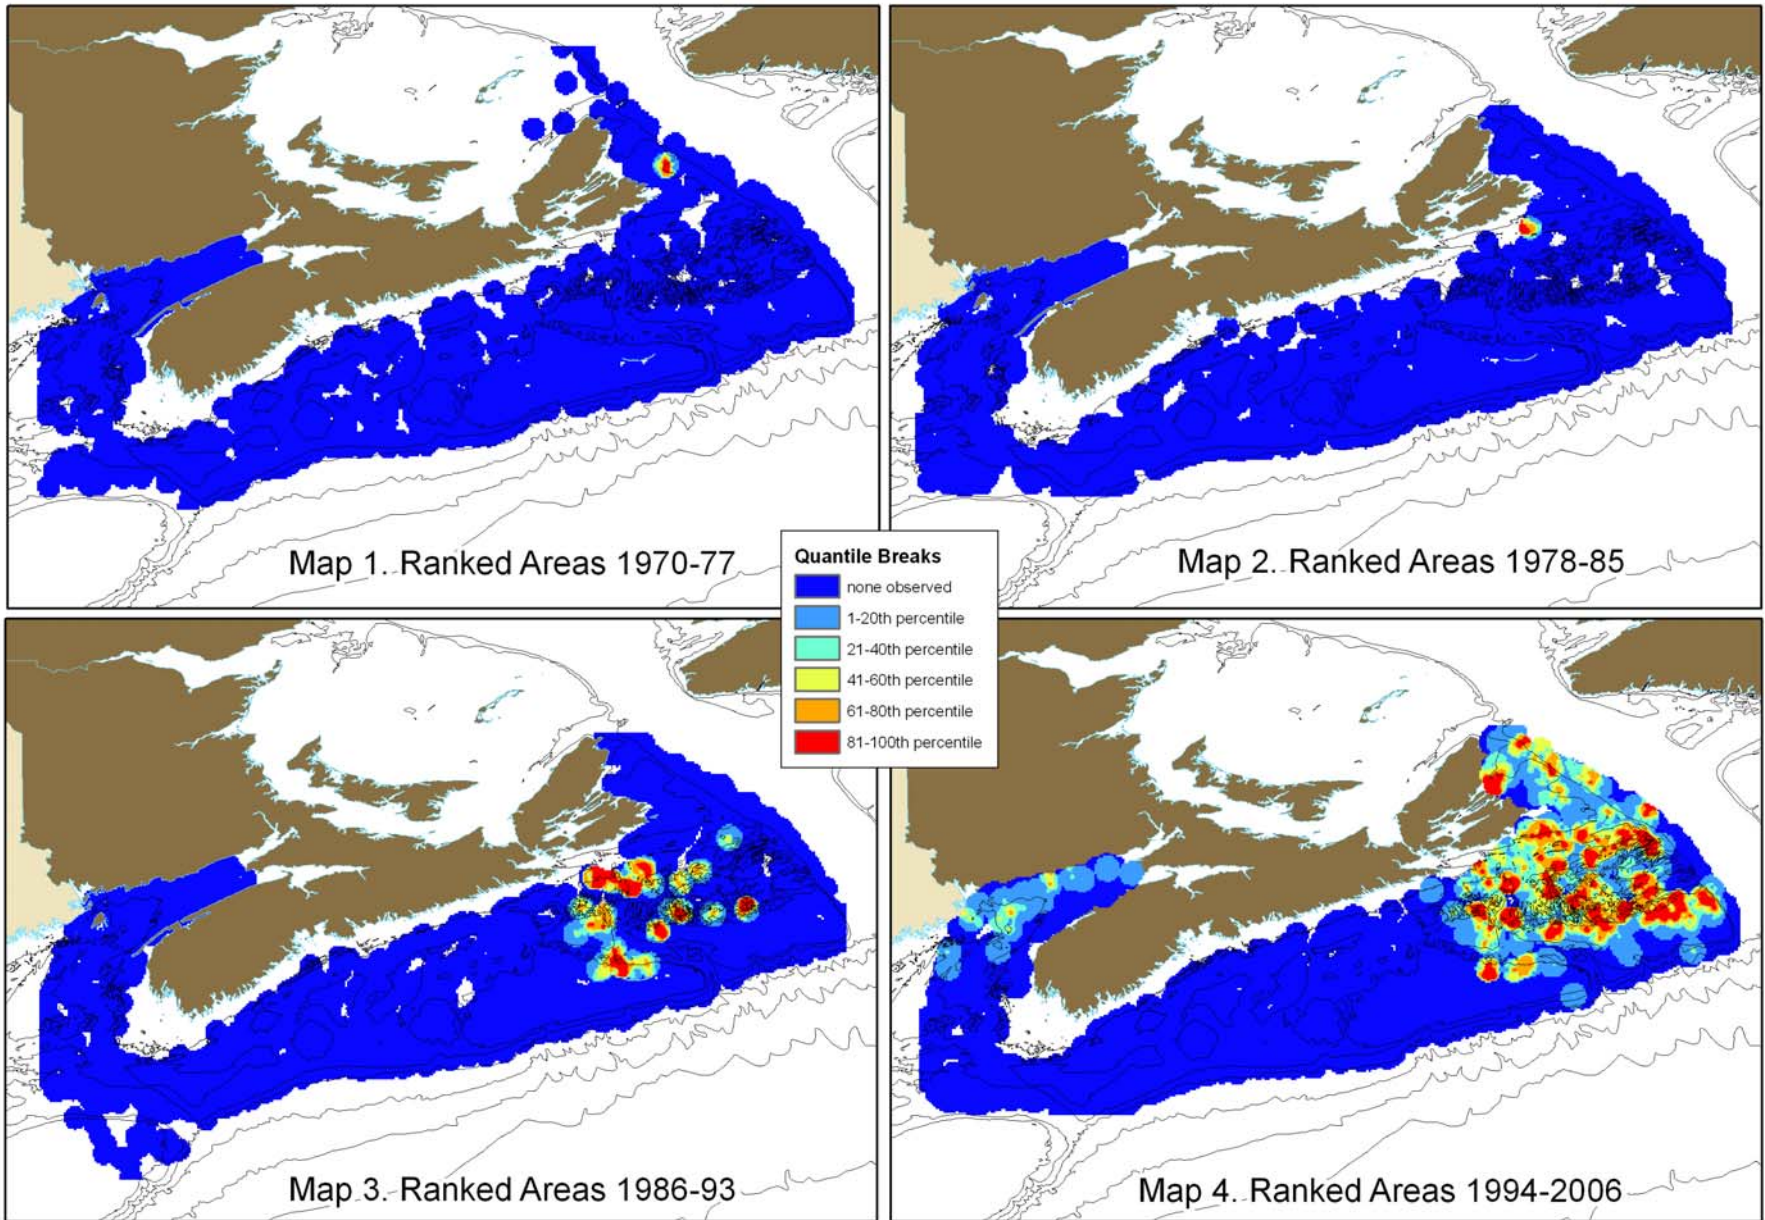 Map 1. Ranked Areas 1970-77
Map 2. Ranked Areas 1978-85
Quantile Breaks
none observed
1-20th percentile
21-40th percentile
41-60th percentile
61-80th percentile
81-100th percentile
Map 3. Ranked Areas 1986-93
Map 4. Ranked Areas 1994-2006